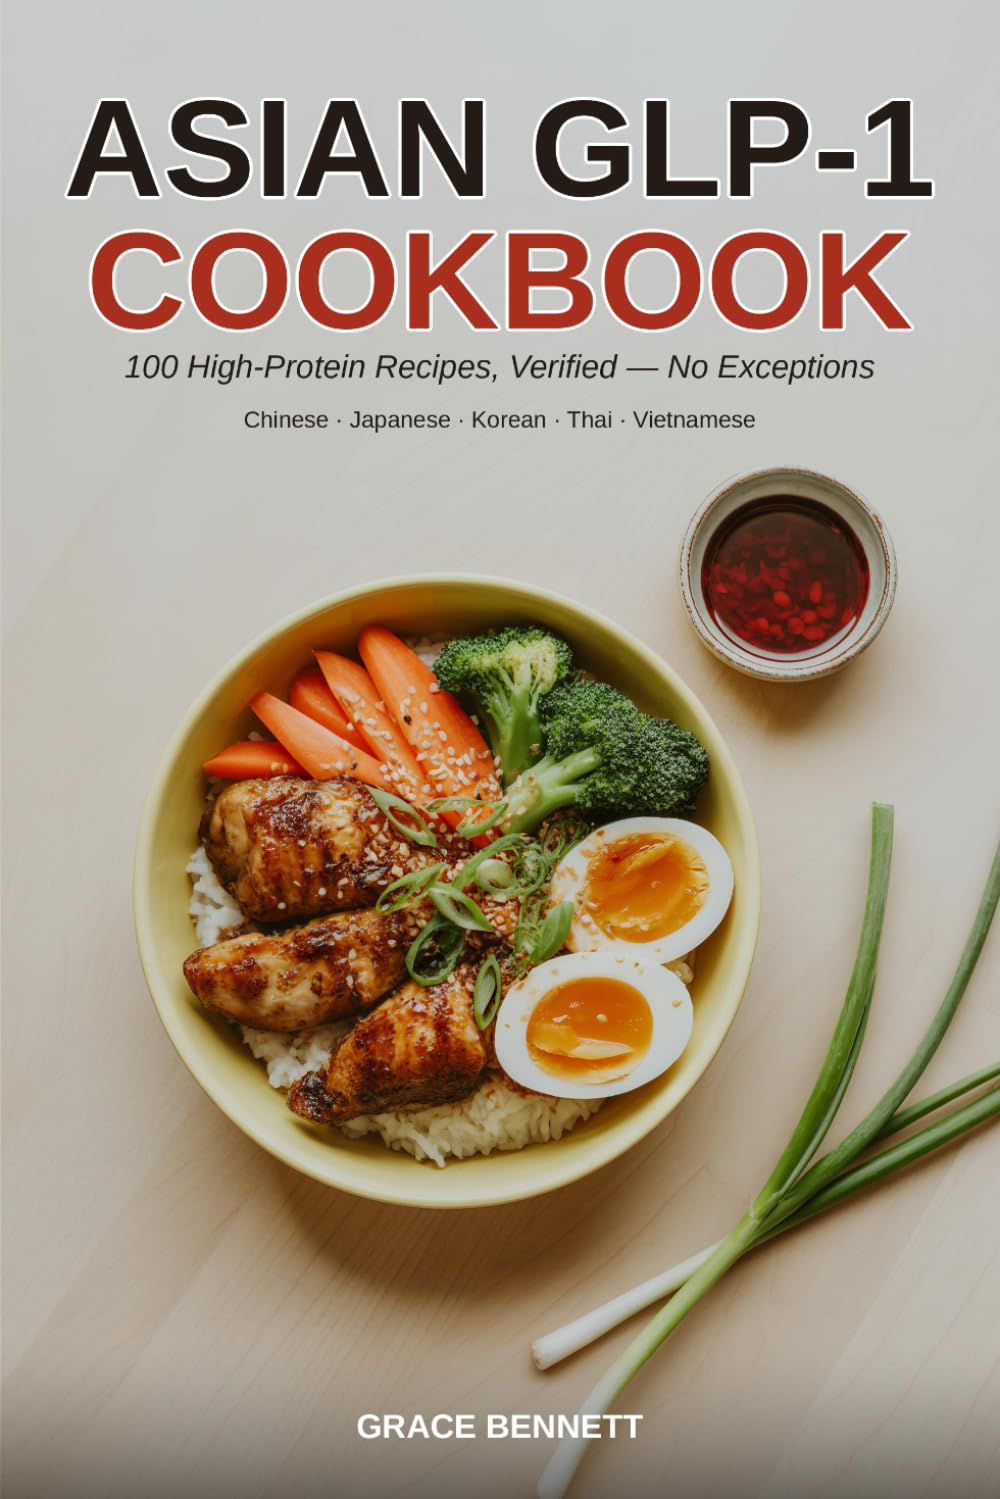 ASIAN GLP-1
COOKBOOK
100 High-Protein Recipes, Verified — No Exceptions
Chinese · Japanese · Korean · Thai · Vietnamese
GRACE BENNETT